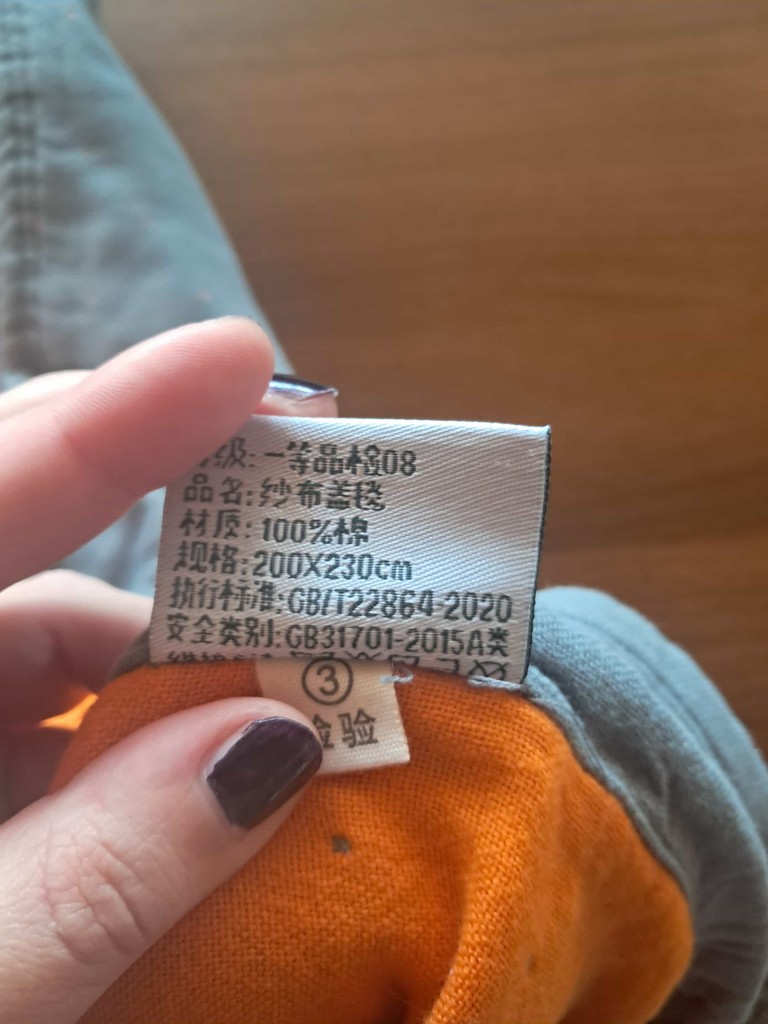 级: 一等品检08
品名: 纱布盖毯
材质: 100%棉
规格: 200X230cm
执行标准: GB/T22864-2020
安全类别: GB31701-2015A类
③
检验